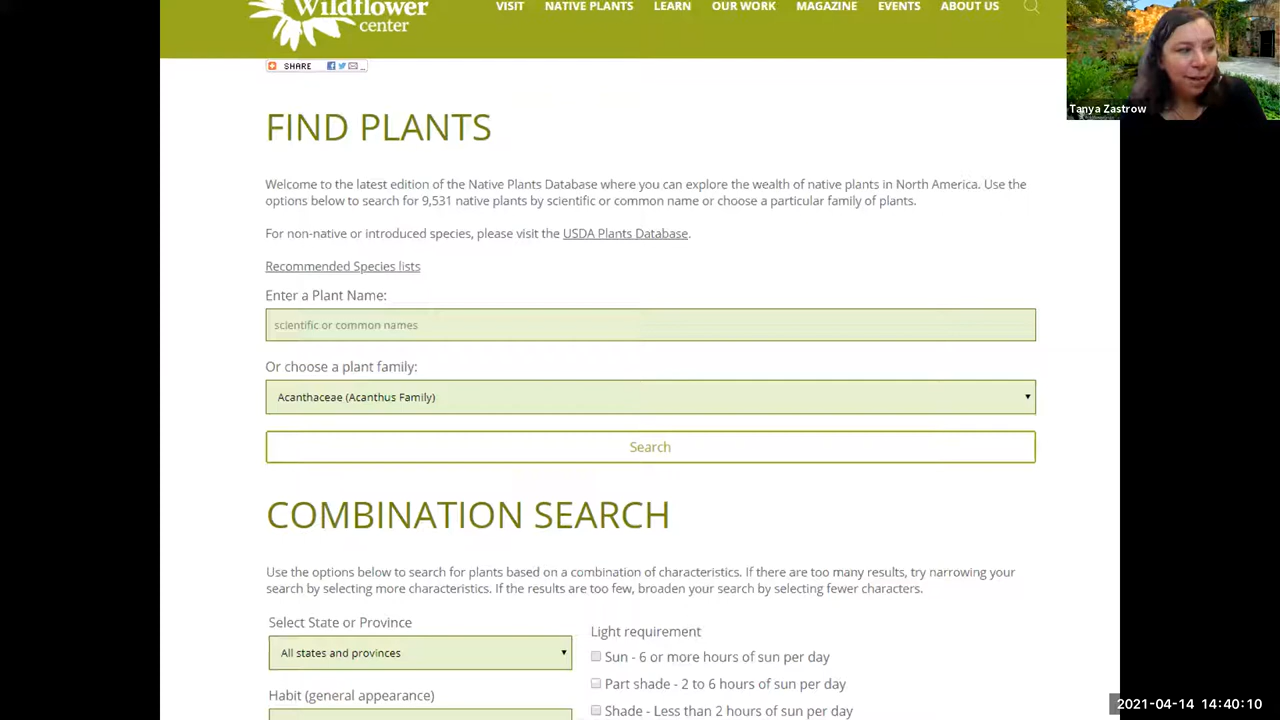 Wildflower
center
VISIT NATIVE PLANTS LEARN OUR WORK MAGAZINE EVENTS ABOUT US
SHARE
Tanya Zastrow
FIND PLANTS
Welcome to the latest edition of the Native Plants Database where you can explore the wealth of native plants in North America. Use the
options below to search for 9,531 native plants by scientific or common name or choose a particular family of plants.
For non-native or introduced species, please visit the USDA Plants Database.
Recommended Species lists
Enter a Plant Name:
scientific or common names
Or choose a plant family:
Acanthaceae (Acanthus Family)
Search
COMBINATION SEARCH
Use the options below to search for plants based on a combination of characteristics. If there are too many results, try narrowing your
search by selecting more characteristics. If the results are too few, broaden your search by selecting fewer characters.
Select State or Province
All states and provinces
Habit (general appearance)
Light requirement
Sun - 6 or more hours of sun per day
Part shade - 2 to 6 hours of sun per day
Shade - Less than 2 hours of sun per day
2021-04-14 14:40:10